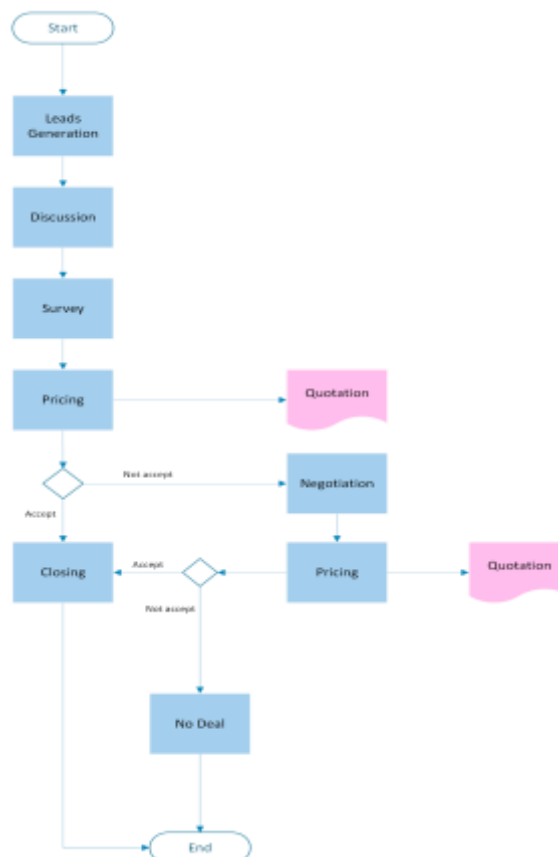 Start
Leads
Generation
Discussion
Survey
Pricing
Quotation
Not accept
Negotiation
Accept
Closing
Accept
Pricing
Quotation
Not accept
No Deal
End